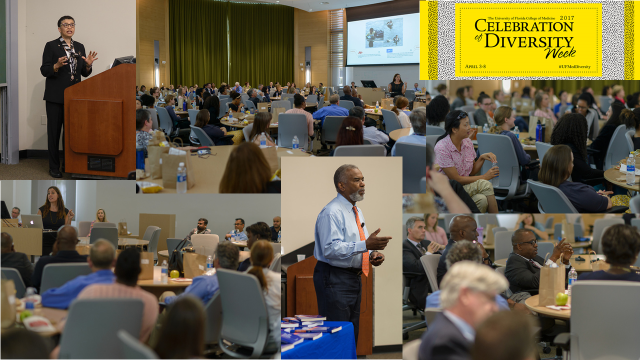 The University of Florida College of Medicine 2017
CELEBRATION
of DIVERSITY
Week
APRIL 3-8
#UFMedDiversity